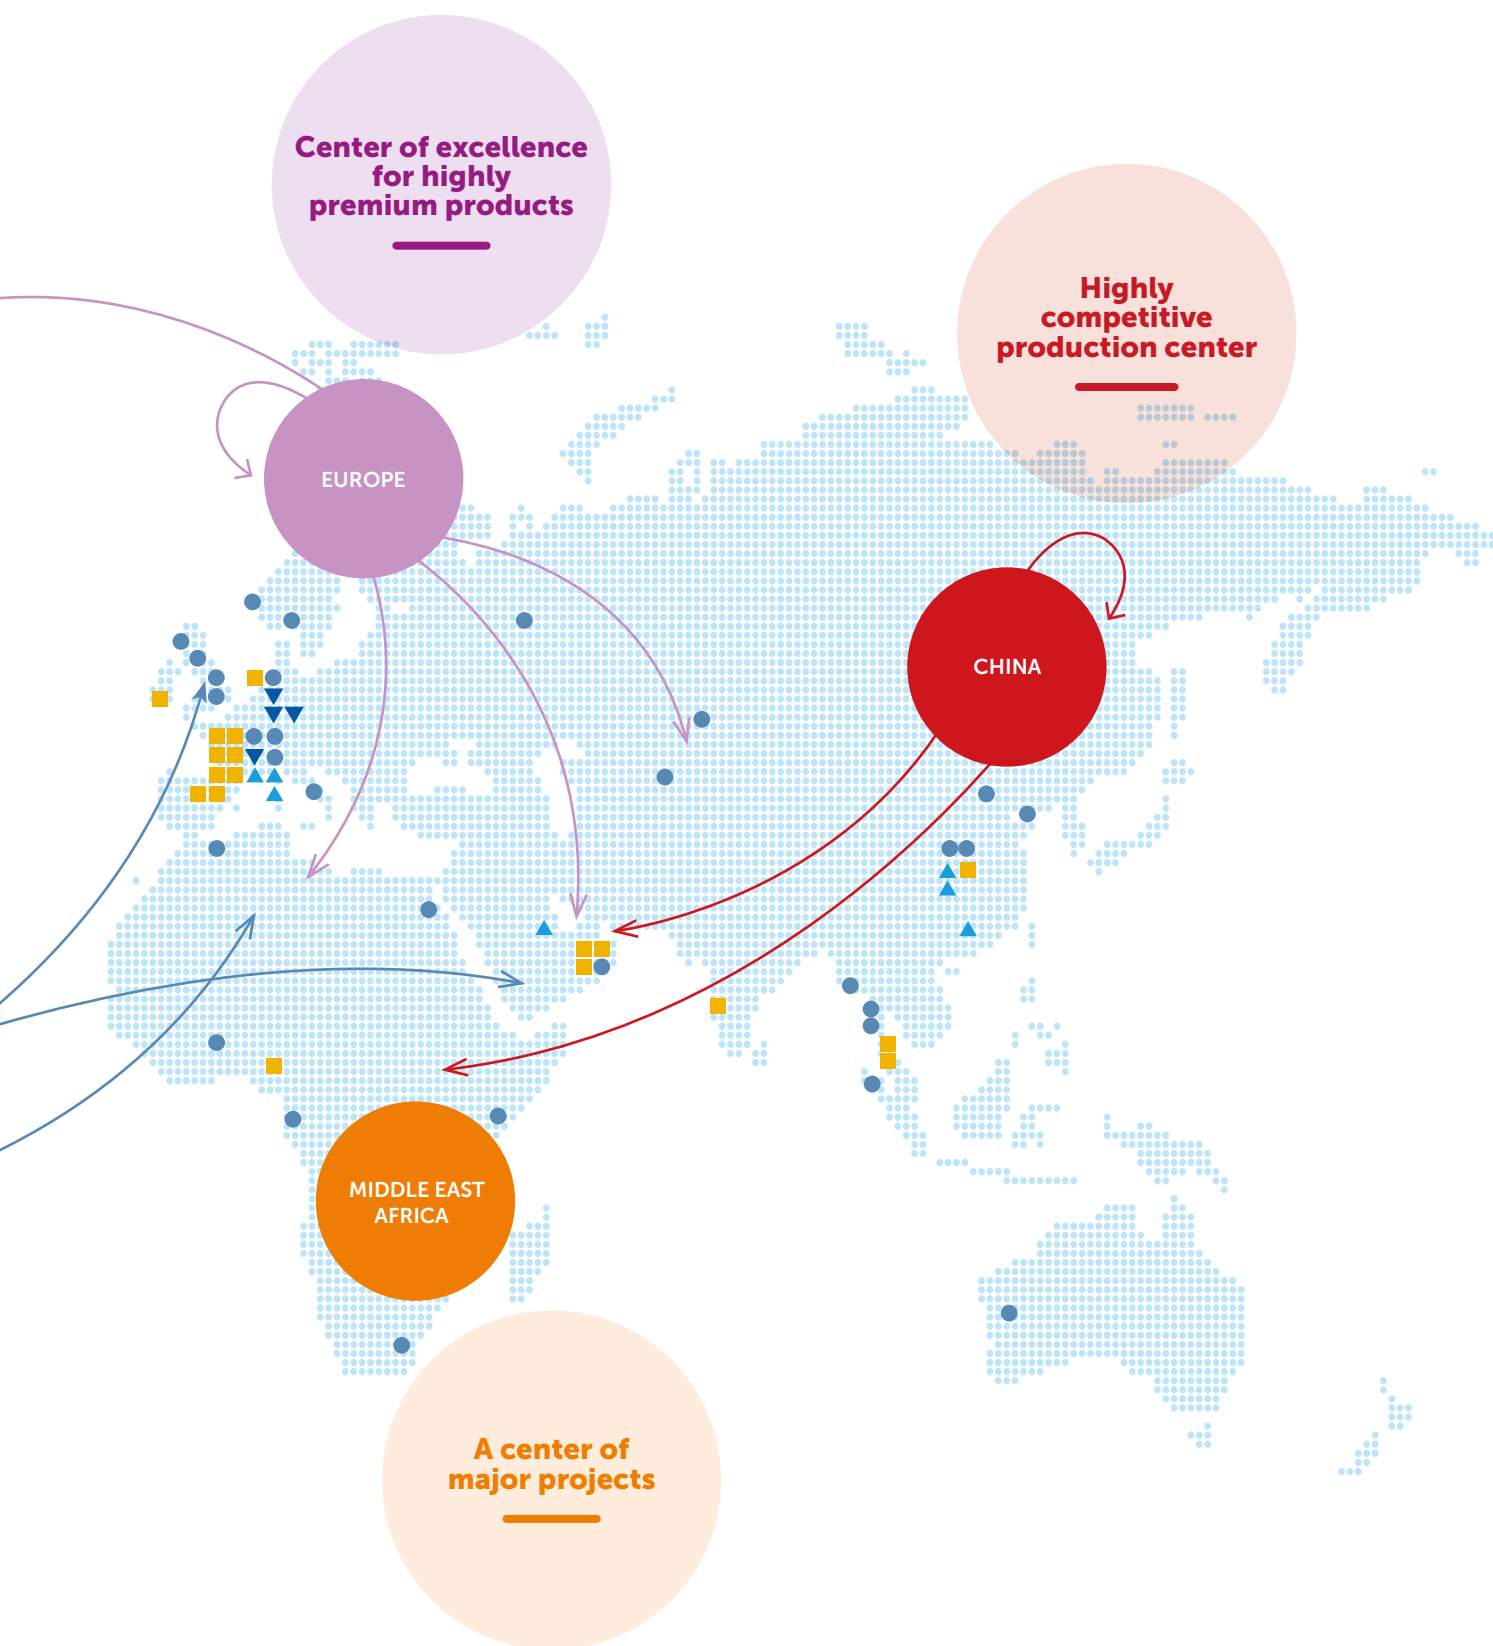 Center of excellence
for highly
premium products
Highly
competitive
production center
EUROPE
CHINA
MIDDLE EAST
AFRICA
A center of
major projects